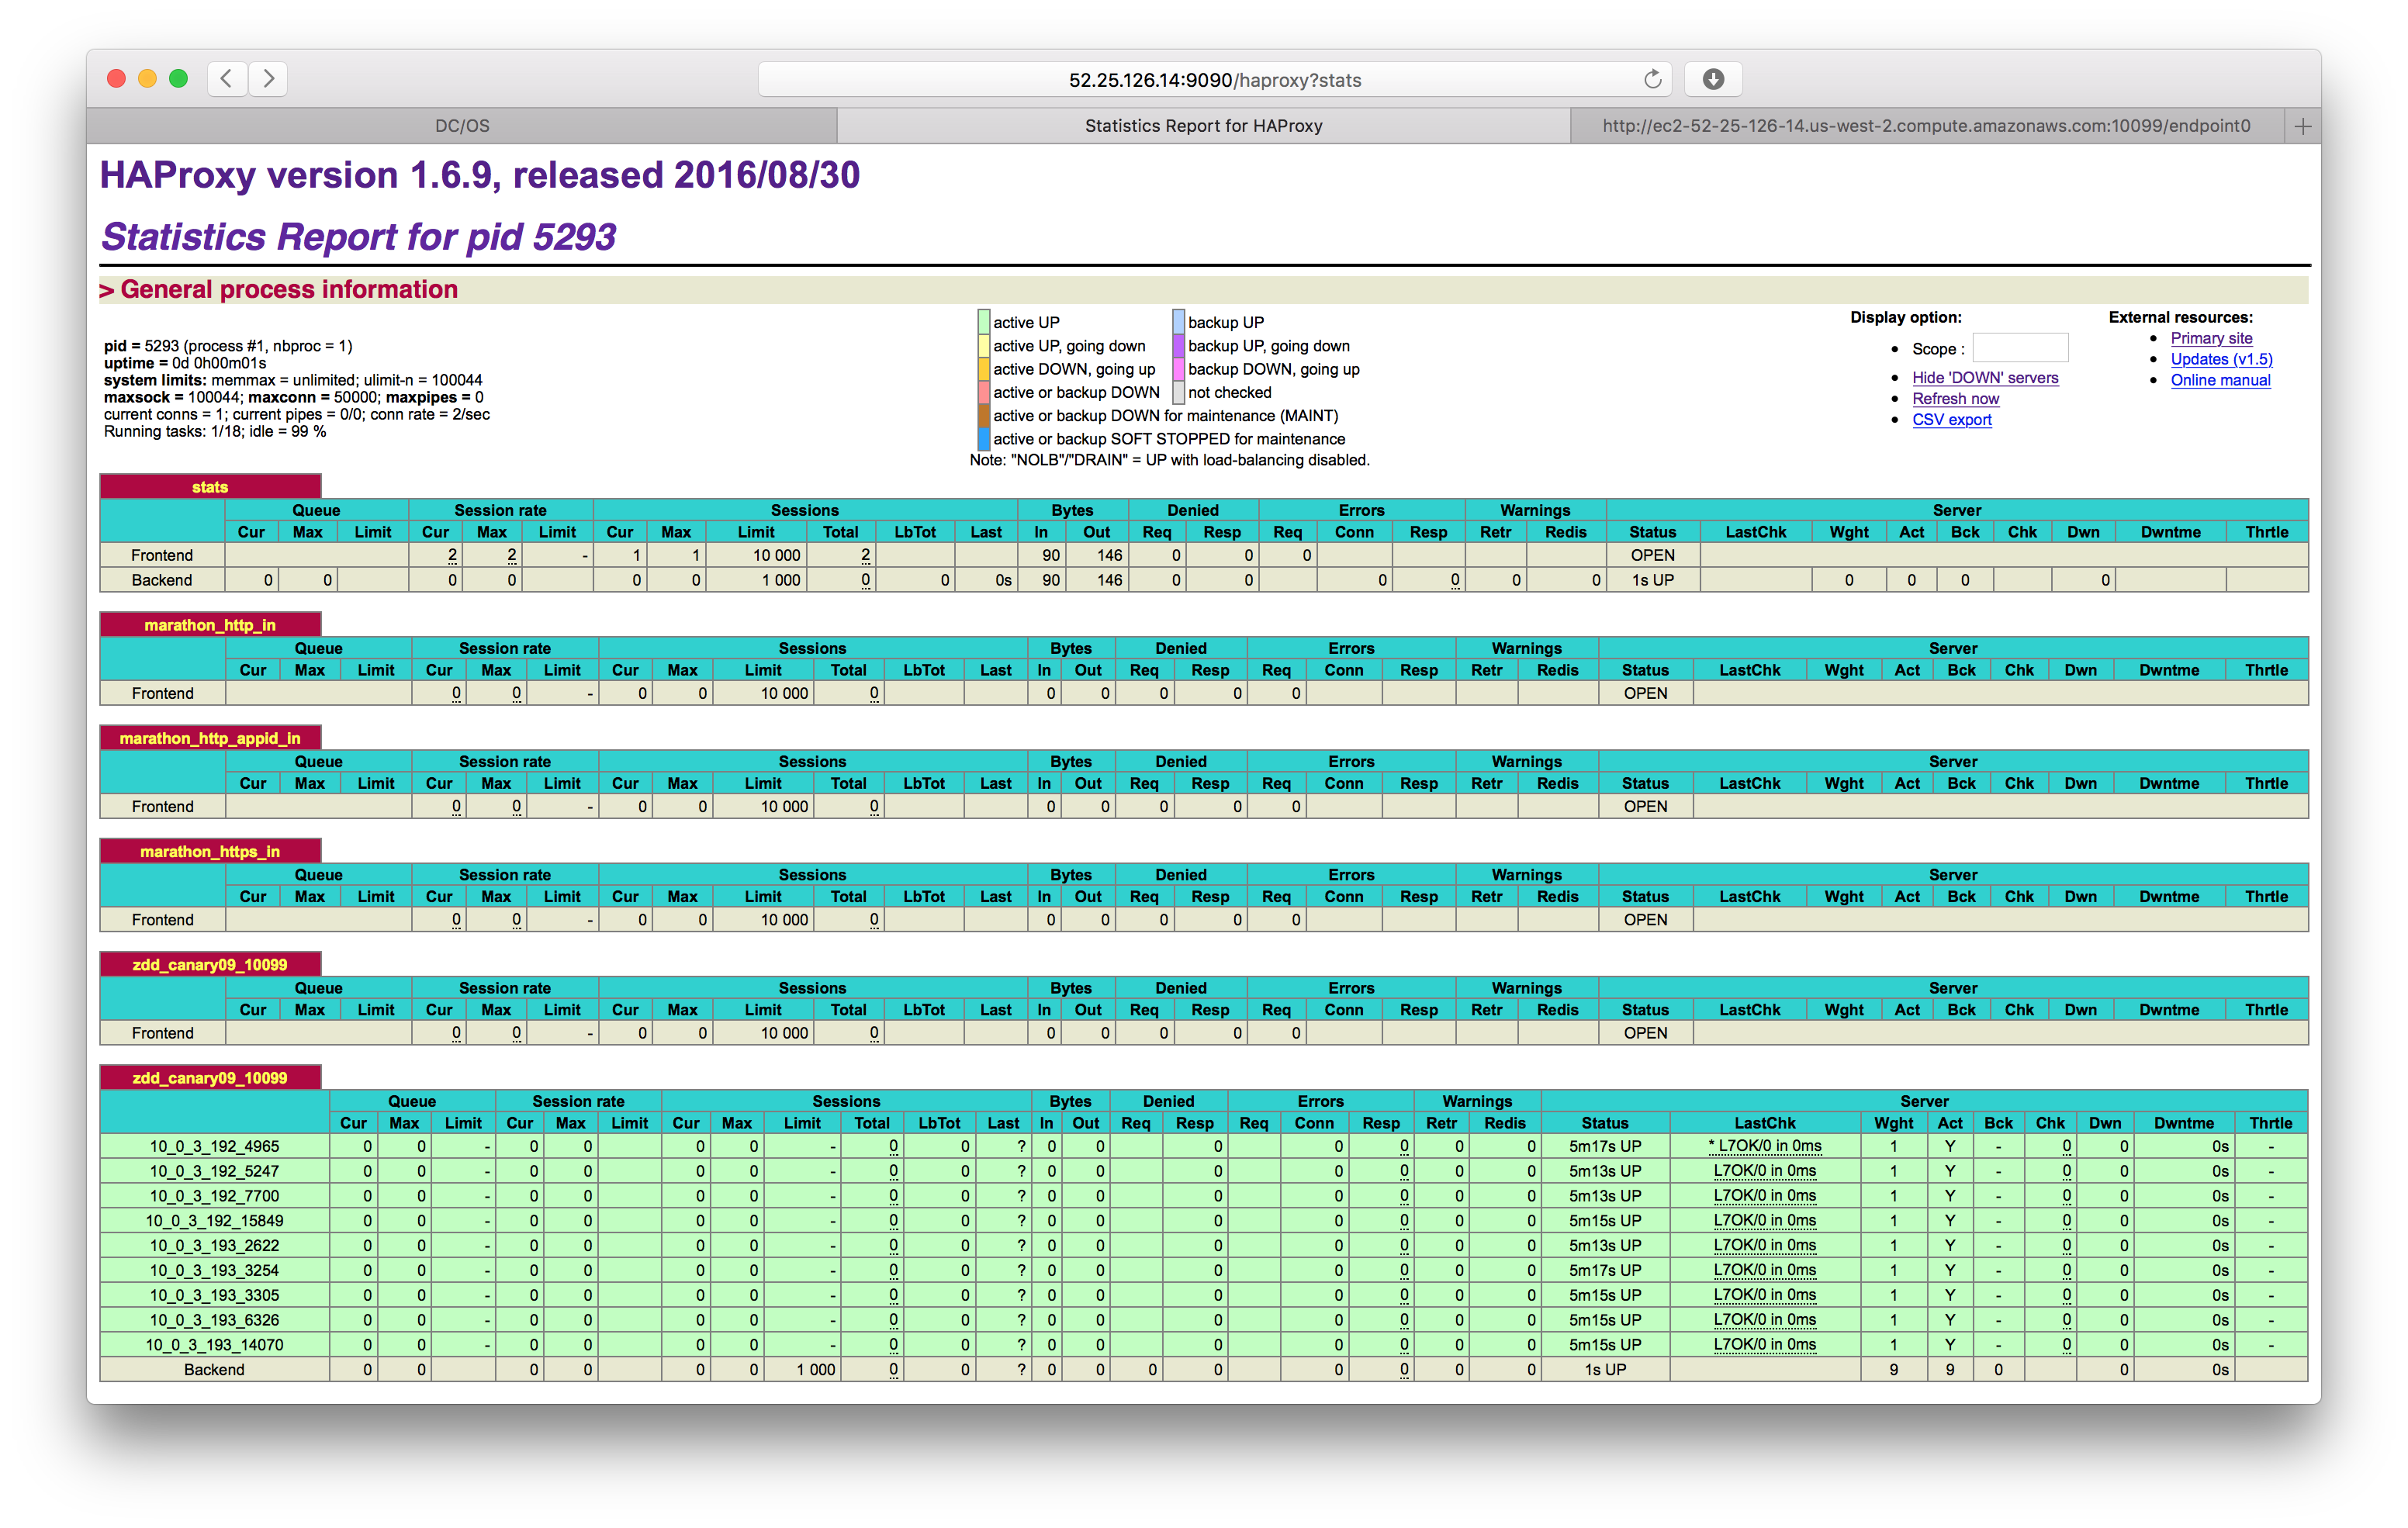 52.25.126.14:9090/haproxy?stats
DC/OS Statistics Report for HAProxy http://ec2-52-25-126-14.us-west-2.compute.amazonaws.com:10099/endpoint0 +
HAProxy version 1.6.9, released 2016/08/30
Statistics Report for pid 5293
> General process information
pid = 5293 (process #1, nbproc = 1)
uptime = 0d 0h00m01s
system limits: memmax = unlimited; ulimit-n = 100044
maxsock = 100044; maxconn = 50000; maxpipes = 0
current conns = 1; current pipes = 0/0; conn rate = 2/sec
Running tasks: 1/18; idle = 99 %
active UP backup UP
active UP, going down backup UP, going down
active DOWN, going up backup DOWN, going up
active or backup DOWN not checked
active or backup DOWN for maintenance (MAINT)
active or backup SOFT STOPPED for maintenance
Note: "NOLB"/"DRAIN" = UP with load-balancing disabled.
Display option:
• Scope :
• Hide 'DOWN' servers
• Refresh now
• CSV export
External resources:
• Primary site
• Updates (v1.5)
• Online manual
stats
Queue Session rate Sessions Bytes Denied Errors Warnings Server
Cur Max Limit Cur Max Limit Cur Max Limit Total LbTot Last In Out Req Resp Req Conn Resp Retr Redis Status LastChk Wght Act Bck Chk Dwn Dwntme Thrtle
Frontend 2 2 - 1 1 10 000 2 90 146 0 0 0 OPEN
Backend 0 0 0 0 0 0 1 000 0 0 0s 90 146 0 0 0 0 0 0 1s UP 0 0 0 0
marathon_http_in
Queue Session rate Sessions Bytes Denied Errors Warnings Server
Cur Max Limit Cur Max Limit Cur Max Limit Total LbTot Last In Out Req Resp Req Conn Resp Retr Redis Status LastChk Wght Act Bck Chk Dwn Dwntme Thrtle
Frontend 0 0 - 0 0 10 000 0 0 0 0 0 0 OPEN
marathon_http_appid_in
Queue Session rate Sessions Bytes Denied Errors Warnings Server
Cur Max Limit Cur Max Limit Cur Max Limit Total LbTot Last In Out Req Resp Req Conn Resp Retr Redis Status LastChk Wght Act Bck Chk Dwn Dwntme Thrtle
Frontend 0 0 - 0 0 10 000 0 0 0 0 0 0 OPEN
marathon_https_in
Queue Session rate Sessions Bytes Denied Errors Warnings Server
Cur Max Limit Cur Max Limit Cur Max Limit Total LbTot Last In Out Req Resp Req Conn Resp Retr Redis Status LastChk Wght Act Bck Chk Dwn Dwntme Thrtle
Frontend 0 0 - 0 0 10 000 0 0 0 0 0 0 OPEN
zdd_canary09_10099
Queue Session rate Sessions Bytes Denied Errors Warnings Server
Cur Max Limit Cur Max Limit Cur Max Limit Total LbTot Last In Out Req Resp Req Conn Resp Retr Redis Status LastChk Wght Act Bck Chk Dwn Dwntme Thrtle
Frontend 0 0 - 0 0 10 000 0 0 0 0 0 0 OPEN
zdd_canary09_10099
Queue Session rate Sessions Bytes Denied Errors Warnings Server
Cur Max Limit Cur Max Limit Cur Max Limit Total LbTot Last In Out Req Resp Req Conn Resp Retr Redis Status LastChk Wght Act Bck Chk Dwn Dwntme Thrtle
10_0_3_192_4965 0 0 - 0 0 0 0 - 0 0 ? 0 0 0 0 0 0 0 5m17s UP * L7OK/0 in 0ms 1 Y - 0 0 0s -
10_0_3_192_5247 0 0 - 0 0 0 0 - 0 0 ? 0 0 0 0 0 0 0 5m13s UP L7OK/0 in 0ms 1 Y - 0 0 0s -
10_0_3_192_7700 0 0 - 0 0 0 0 - 0 0 ? 0 0 0 0 0 0 0 5m13s UP L7OK/0 in 0ms 1 Y - 0 0 0s -
10_0_3_192_15849 0 0 - 0 0 0 0 - 0 0 ? 0 0 0 0 0 0 0 5m15s UP L7OK/0 in 0ms 1 Y - 0 0 0s -
10_0_3_193_2622 0 0 - 0 0 0 0 - 0 0 ? 0 0 0 0 0 0 0 5m13s UP L7OK/0 in 0ms 1 Y - 0 0 0s -
10_0_3_193_3254 0 0 - 0 0 0 0 - 0 0 ? 0 0 0 0 0 0 0 5m17s UP L7OK/0 in 0ms 1 Y - 0 0 0s -
10_0_3_193_3305 0 0 - 0 0 0 0 - 0 0 ? 0 0 0 0 0 0 0 5m15s UP L7OK/0 in 0ms 1 Y - 0 0 0s -
10_0_3_193_6326 0 0 - 0 0 0 0 - 0 0 ? 0 0 0 0 0 0 0 5m15s UP L7OK/0 in 0ms 1 Y - 0 0 0s -
10_0_3_193_14070 0 0 - 0 0 0 0 - 0 0 ? 0 0 0 0 0 0 0 5m15s UP L7OK/0 in 0ms 1 Y - 0 0 0s -
Backend 0 0 0 0 0 0 1 000 0 0 ? 0 0 0 0 0 0 0 0 1s UP 9 9 0 0 0s